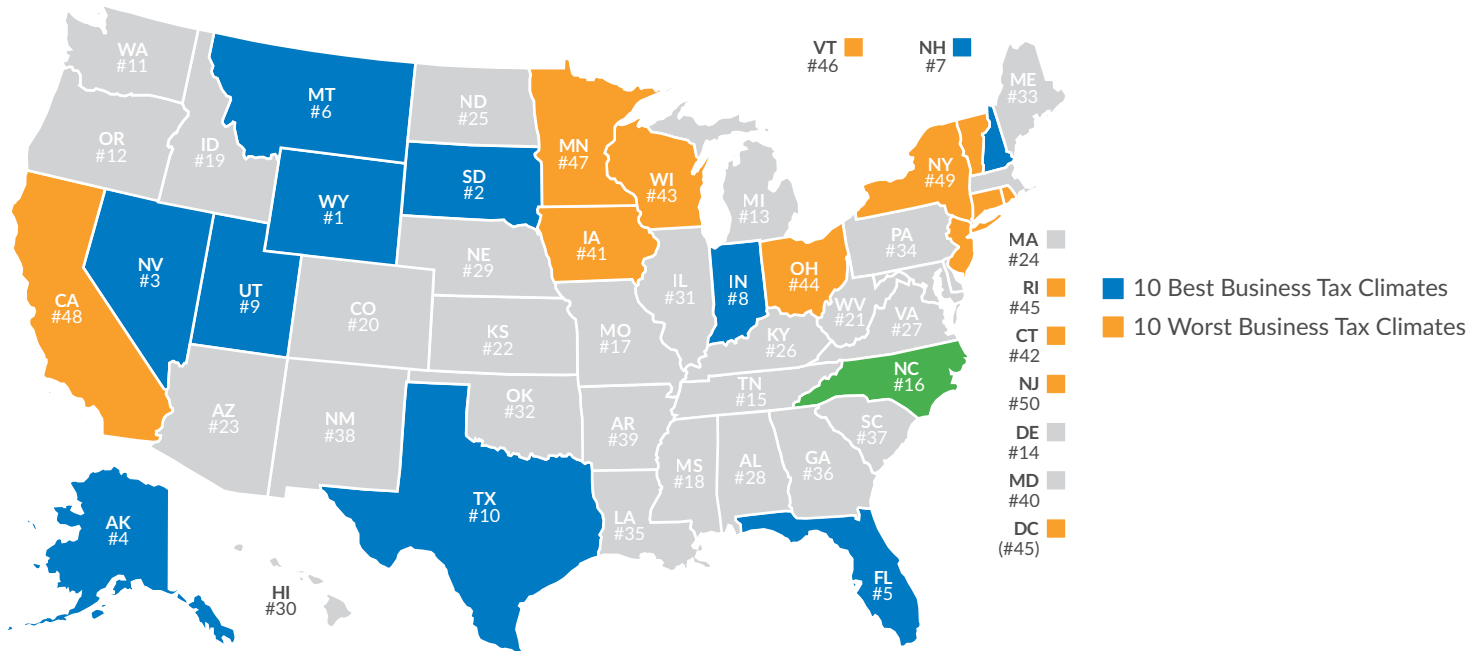 WA
#11
OR
#12
CA
#48
ID
#19
NV
#3
MT
#6
WY
#1
UT
#9
AZ
#23
CO
#20
NM
#38
ND
#25
SD
#2
NE
#29
KS
#22
OK
#32
TX
#10
MN
#47
IA
#41
MO
#17
AR
#39
LA
#35
WI
#43
IL
#31
MI
#13
IN
#8
OH
#44
KY
#26
TN
#15
MS
#18
AL
#28
GA
#36
FL
#5
SC
#37
NC
#16
WV
#21
VA
#27
PA
#34
NY
#49
ME
#33
VT
#46
NH
#7
MA
#24
RI
#45
CT
#42
NJ
#50
DE
#14
MD
#40
DC
(#45)
AK
#4
HI
#30
10 Best Business Tax Climates
10 Worst Business Tax Climates